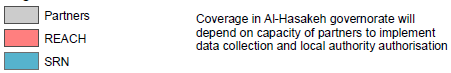 Partners
REACH
SRN
Coverage in Al-Hasakeh governorate will
depend on capacity of partners to implement
data collection and local authority authorisation